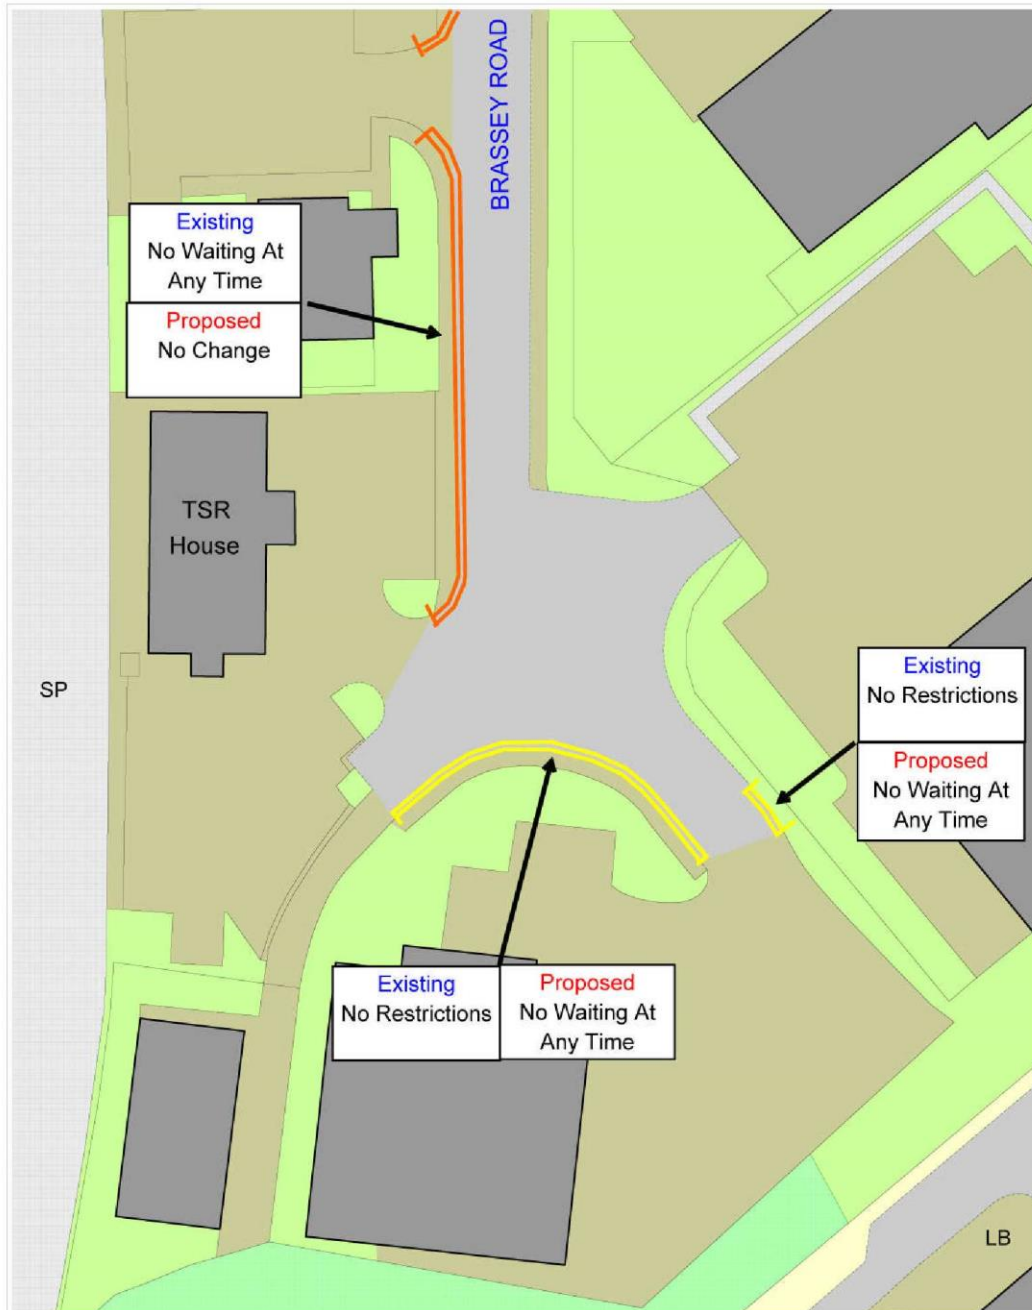 BRASSEY ROAD
Existing
No Waiting At
Any Time
Proposed
No Change
TSR
House
SP
Existing
No Restrictions
Proposed
No Waiting At
Any Time
Existing
No Restrictions
Proposed
No Waiting At
Any Time
LB